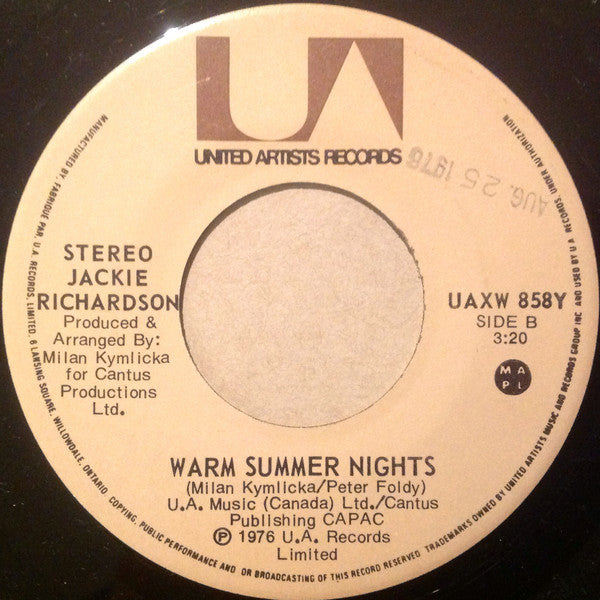 UA
UNITED ARTISTS RECORDS
AUG. 25 1976
STEREO
JACKIE
RICHARDSON
Produced &
Arranged By:
Milan Kymlicka
for Cantus
Productions
Ltd.
UAXW 858Y
SIDE B
3:20
M A
P L
WARM SUMMER NIGHTS
(Milan Kymlicka/Peter Foldy)
U.A. Music (Canada) Ltd./Cantus
Publishing CAPAC
Ⓟ 1976 U.A. Records
Limited
MANUFACTURED BY. FABRIQUE PAR. U.A. RECORDS, LIMITED. 6 LANSING SQUARE, WILLOWDALE, ONTARIO COPYING, PUBLIC PERFORMANCE AND OR BROADCASTING OF THIS RECORD RESERVED EXCEPT AS PERMITTED BY UNITED ARTISTS MUSIC AND RECORDS GROUP INC AND USED BY U A RECORDS UNDER AUTHORIZATION